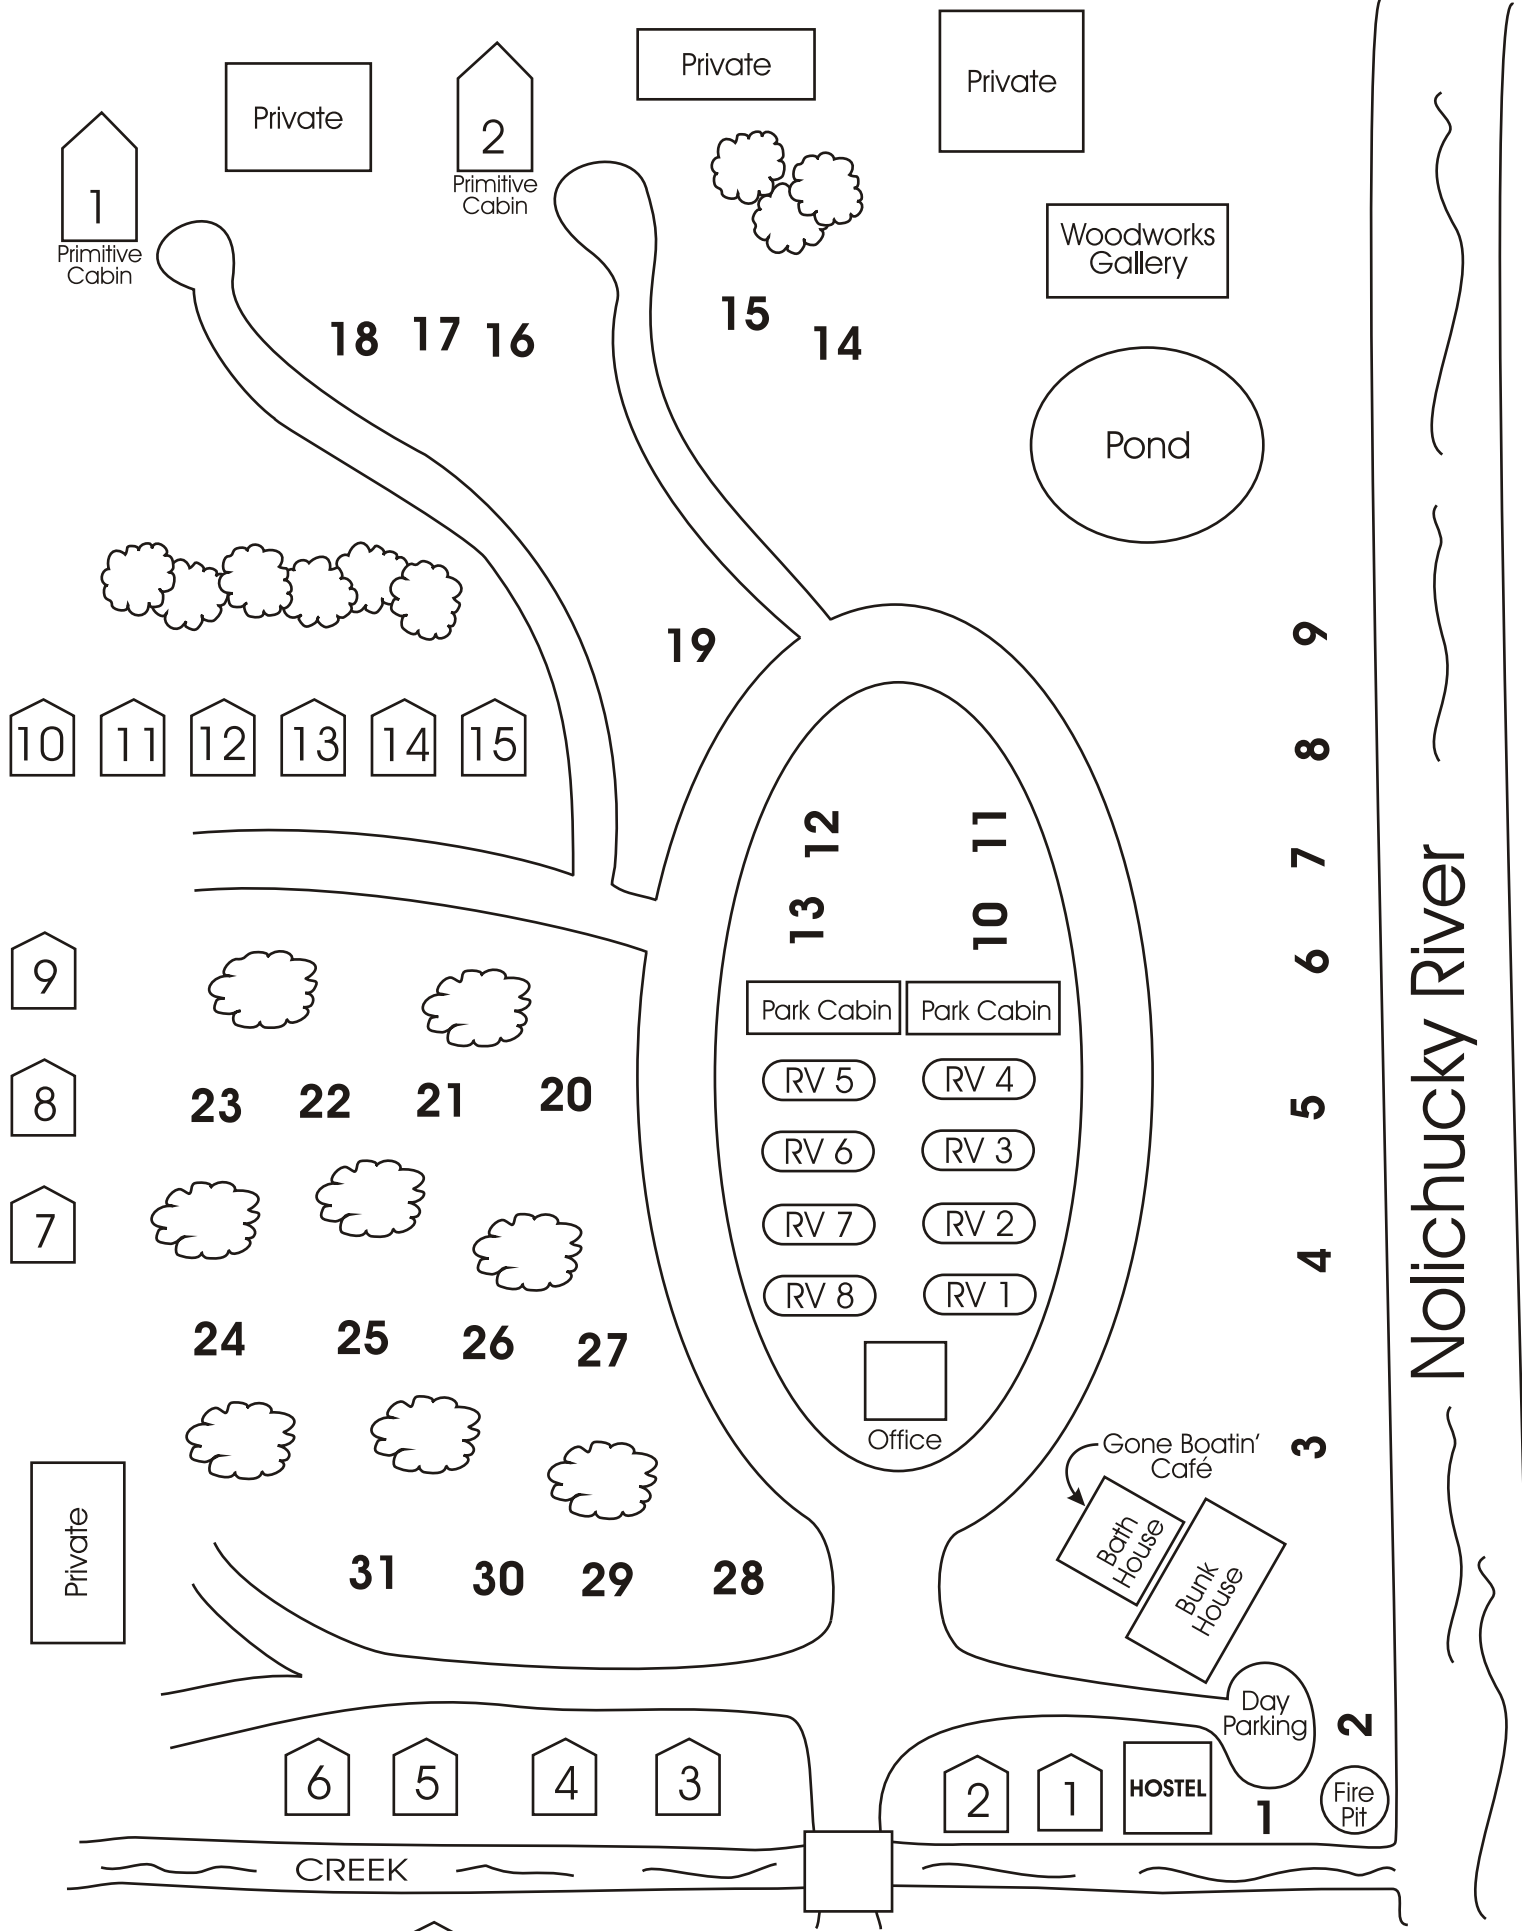 Private
Private
Private
2
Primitive
Cabin
1
Primitive
Cabin
Woodworks
Gallery
18
17
16
15
14
Pond
19
9
10
11
12
13
14
15
8
12
11
7
13
10
6
9
Park Cabin
Park Cabin
RV 5
RV 4
8
23
22
21
20
5
RV 6
RV 3
7
RV 7
RV 2
4
RV 8
RV 1
24
25
26
27
Office
Gone Boatin’
Café
3
Nolichucky River
Private
Bath
House
Bunk
House
31
30
29
28
Day
Parking
2
6
5
4
3
2
1
HOSTEL
1
Fire
Pit
CREEK